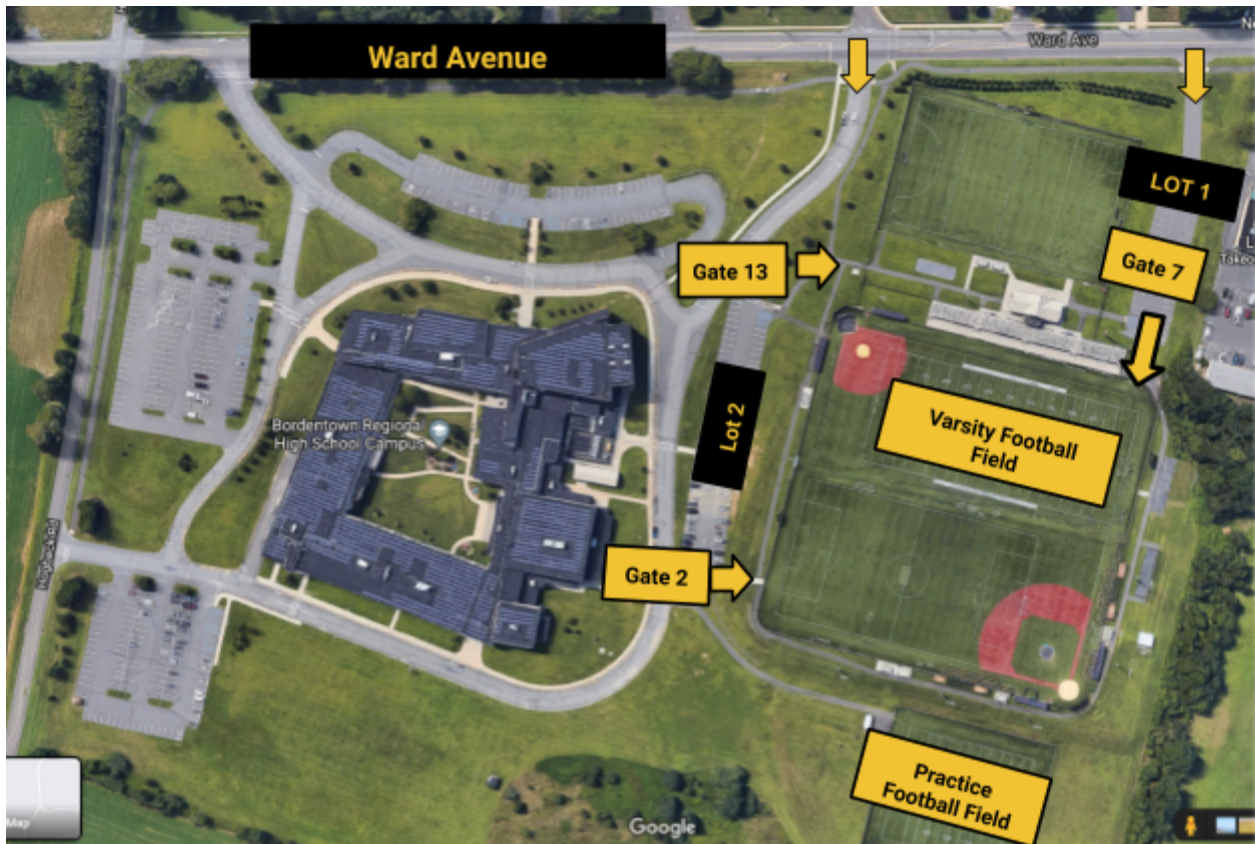 Ward Avenue
Ward Ave
LOT 1
Gate 13
Gate 7
Takeou
Bordentown Regional
High School Campus
Lot 2
Varsity Football
Field
Gate 2
Practice
Football Field
Google
Map